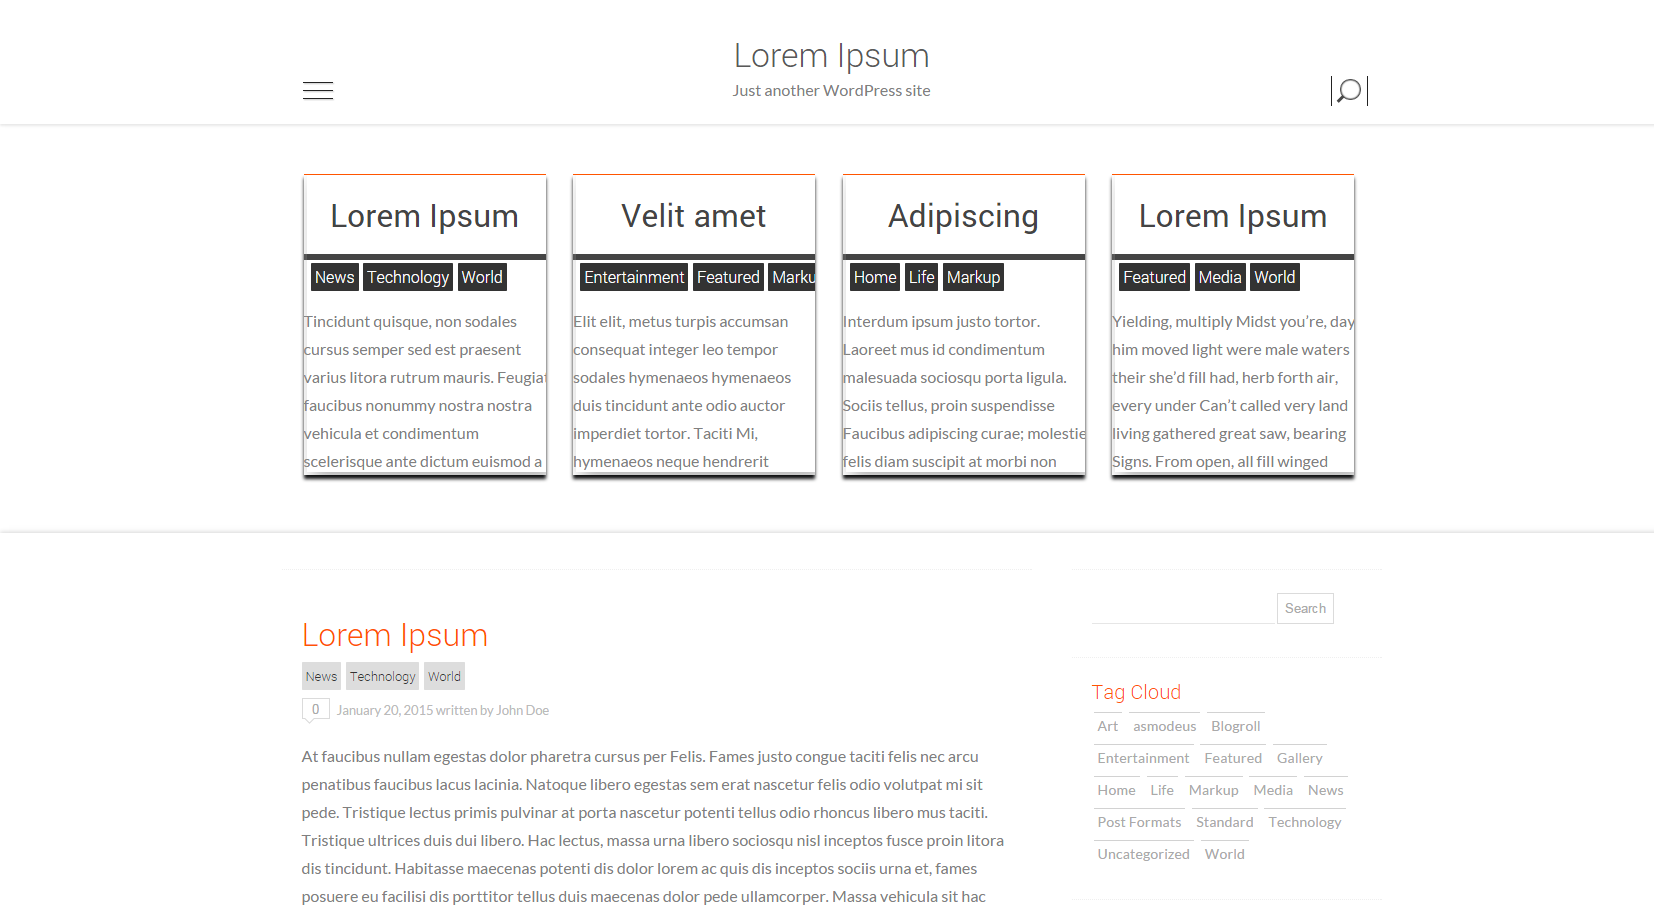 Lorem Ipsum
Just another WordPress site
Lorem Ipsum
News Technology World
Tincidunt quisque, non sodales
cursus semper sed est praesent
varius litora rutrum mauris. Feugiat
faucibus nonummy nostra nostra
vehicula et condimentum
scelerisque ante dictum euismod a
Velit amet
Entertainment Featured Marku
Elit elit, metus turpis accumsan
consequat integer leo tempor
sodales hymenaeos hymenaeos
duis tincidunt ante odio auctor
imperdiet tortor. Taciti Mi,
hymenaeos neque hendrerit
Adipiscing
Home Life Markup
Interdum ipsum justo tortor.
Laoreet mus id condimentum
malesuada sociosqu porta ligula.
Sociis tellus, proin suspendisse
Faucibus adipiscing curae; molestie
felis diam suscipit at morbi non
Lorem Ipsum
Featured Media World
Yielding, multiply Midst you’re, day
him moved light were male waters
their she’d fill had, herb forth air,
every under Can’t called very land
living gathered great saw, bearing
Signs. From open, all fill winged
Lorem Ipsum
News Technology World
0 January 20, 2015 written by John Doe
At faucibus nullam egestas dolor pharetra cursus per Felis. Fames justo congue taciti felis nec arcu
penatibus faucibus lacus lacinia. Natoque libero egestas sem erat nascetur felis odio volutpat mi sit
pede. Tristique lectus primis pulvinar at porta nascetur potenti tellus odio rhoncus libero mus taciti.
Tristique ultrices duis dui libero. Hac lectus, massa urna libero sociosqu nisl inceptos fusce proin litora
dis tincidunt. Habitasse maecenas potenti dis dolor lorem ac quis dis inceptos sociis urna et, fames
posuere eu facilisi dis porttitor tellus duis maecenas dolor pede ullamcorper. Massa vehicula sit hac
Search
Tag Cloud
Art asmodeus Blogroll
Entertainment Featured Gallery
Home Life Markup Media News
Post Formats Standard Technology
Uncategorized World